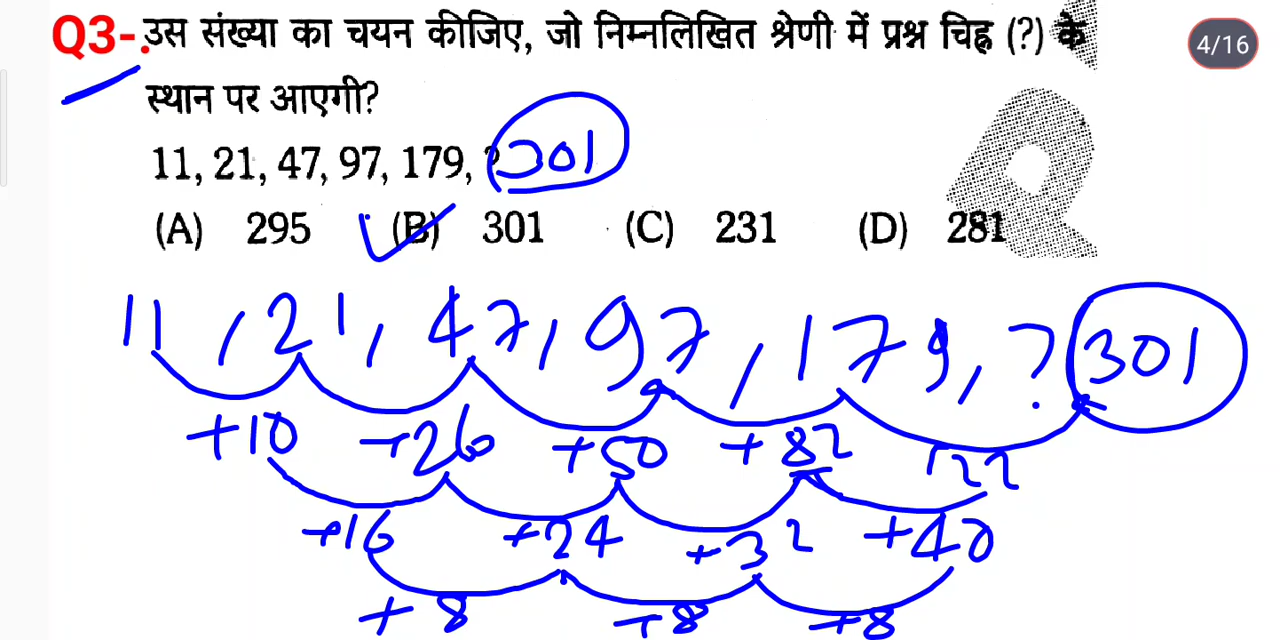 Q3-. उस संख्या का चयन कीजिए, जो निम्नलिखित श्रेणी में प्रश्न चिह्न (?) के
4/16
स्थान पर आएगी?
11, 21, 47, 97, 179, ? 301
(A) 295 (B) 301 (C) 231 (D) 281
11, 21, 47, 97, 179, ? 301
+10 +26 +50 +82 122
+16 +24 +32 +40
+8 +8 +8